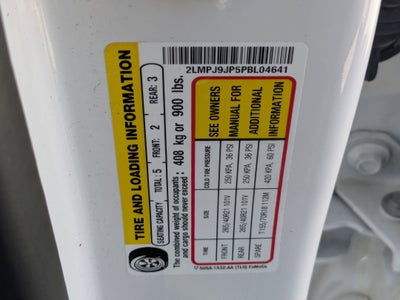 2LMPJ9JP5PBL04641
TIRE AND LOADING INFORMATION
SEATING CAPACITY TOTAL: 5 FRONT: 2 REAR: 3
The combined weight of occupants : 408 kg or 900 lbs.
and cargo should never exceed :
TIRE SIZE COLD TIRE PRESSURE
FRONT 265/40R21 101V 250 KPA, 36 PSI
REAR 265/40R21 101V 250 KPA, 36 PSI
SPARE T155/70R18 112M 420 KPA, 60 PSI
SEE OWNERS
MANUAL FOR
ADDITIONAL
INFORMATION